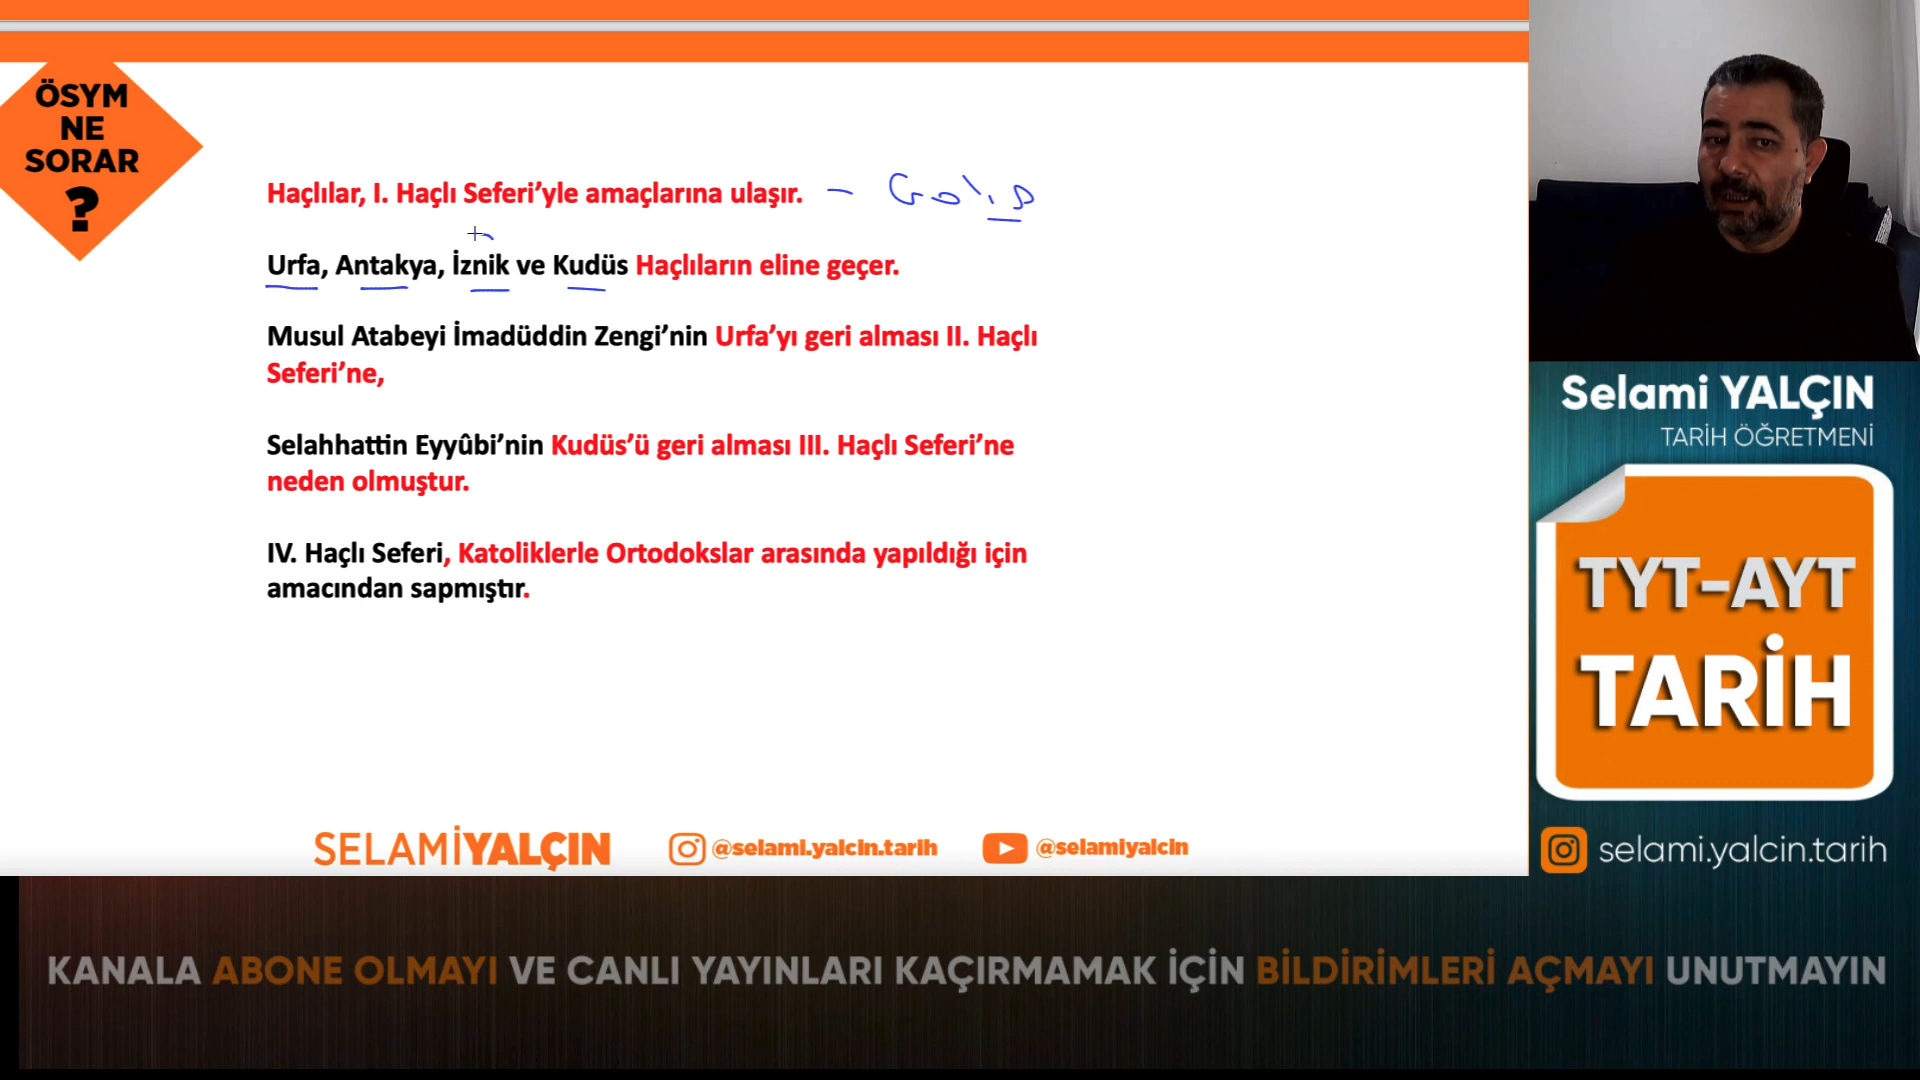 ÖSYM
NE
SORAR
?
Haçlılar, I. Haçlı Seferi’yle amaçlarına ulaşır. –
Urfa, Antakya, İznik ve Kudüs Haçlıların eline geçer.
Musul Atabeyi İmadüddin Zengi’nin Urfa’yı geri alması II. Haçlı
Seferi’ne,
Selahhattin Eyyûbi’nin Kudüs’ü geri alması III. Haçlı Seferi’ne
neden olmuştur.
IV. Haçlı Seferi, Katoliklerle Ortodokslar arasında yapıldığı için
amacından sapmıştır.
SELAMİYALÇIN @selami.yalcin.tarih @selamiyalcin
Selami YALÇIN
TARİH ÖĞRETMENİ
TYT-AYT
TARİH
selami.yalcin.tarih
KANALA ABONE OLMAYI VE CANLI YAYINLARI KAÇIRMAMAK İÇİN BİLDİRİMLERİ AÇMAYI UNUTMAYIN